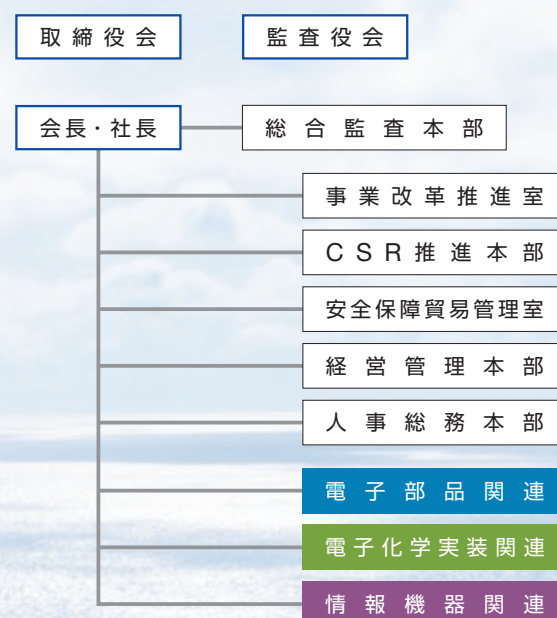 取締役会
監査役会
会長・社長
総合監査本部
事業改革推進室
CSR推進本部
安全保障貿易管理室
経営管理本部
人事総務本部
電子部品関連
電子化学実装関連
情報機器関連